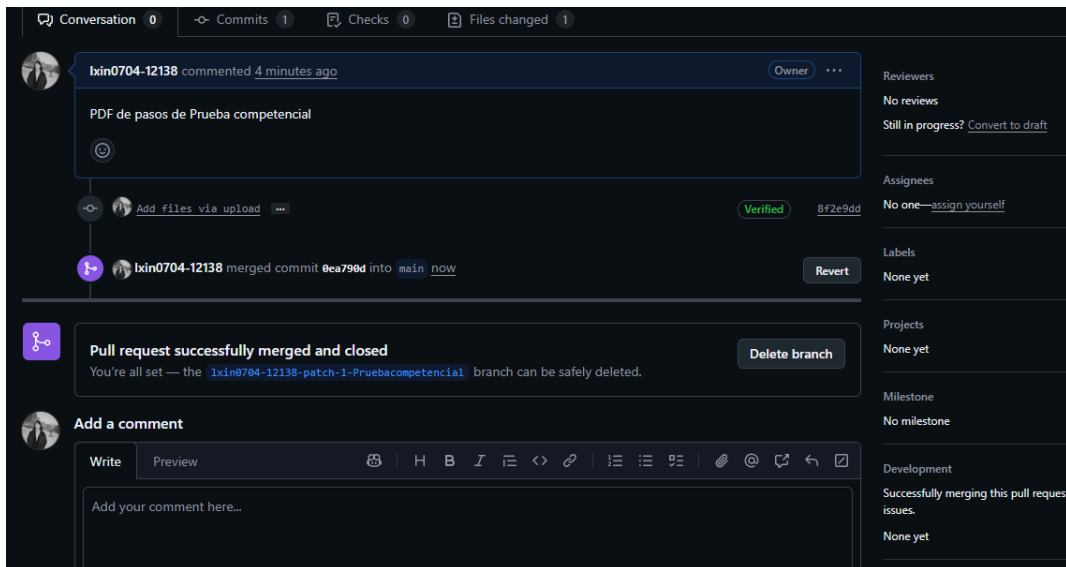 Conversation 0 Commits 1 Checks 0 Files changed 1
lxin0704-12138 commented 4 minutes ago Owner
PDF de pasos de Prueba competencial
Add files via upload Verified 8f2e9dd
lxin0704-12138 merged commit 0ea790d into main now Revert
Pull request successfully merged and closed
You're all set — the lxin0704-12138-patch-1-Pruebacompetencial branch can be safely deleted.
Delete branch
Add a comment
Write Preview
Add your comment here...
Reviewers
No reviews
Still in progress? Convert to draft
Assignees
No one—assign yourself
Labels
None yet
Projects
None yet
Milestone
No milestone
Development
Successfully merging this pull reques
issues.
None yet